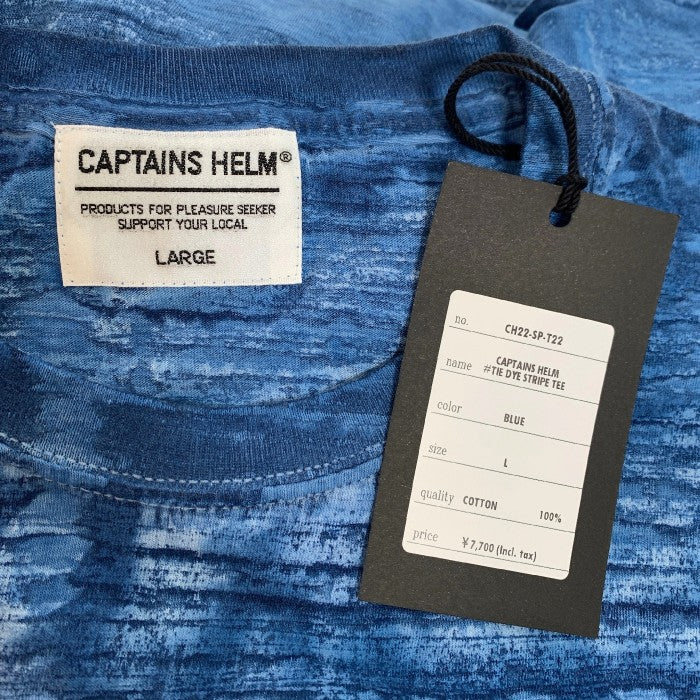 CAPTAINS HELM®
PRODUCTS FOR PLEASURE SEEKER
SUPPORT YOUR LOCAL
LARGE
no. CH22-SP-T22
name CAPTAINS HELM
#TIE DYE STRIPE TEE
color BLUE
size L
quality COTTON 100%
price ¥7,700 (Incl. tax)